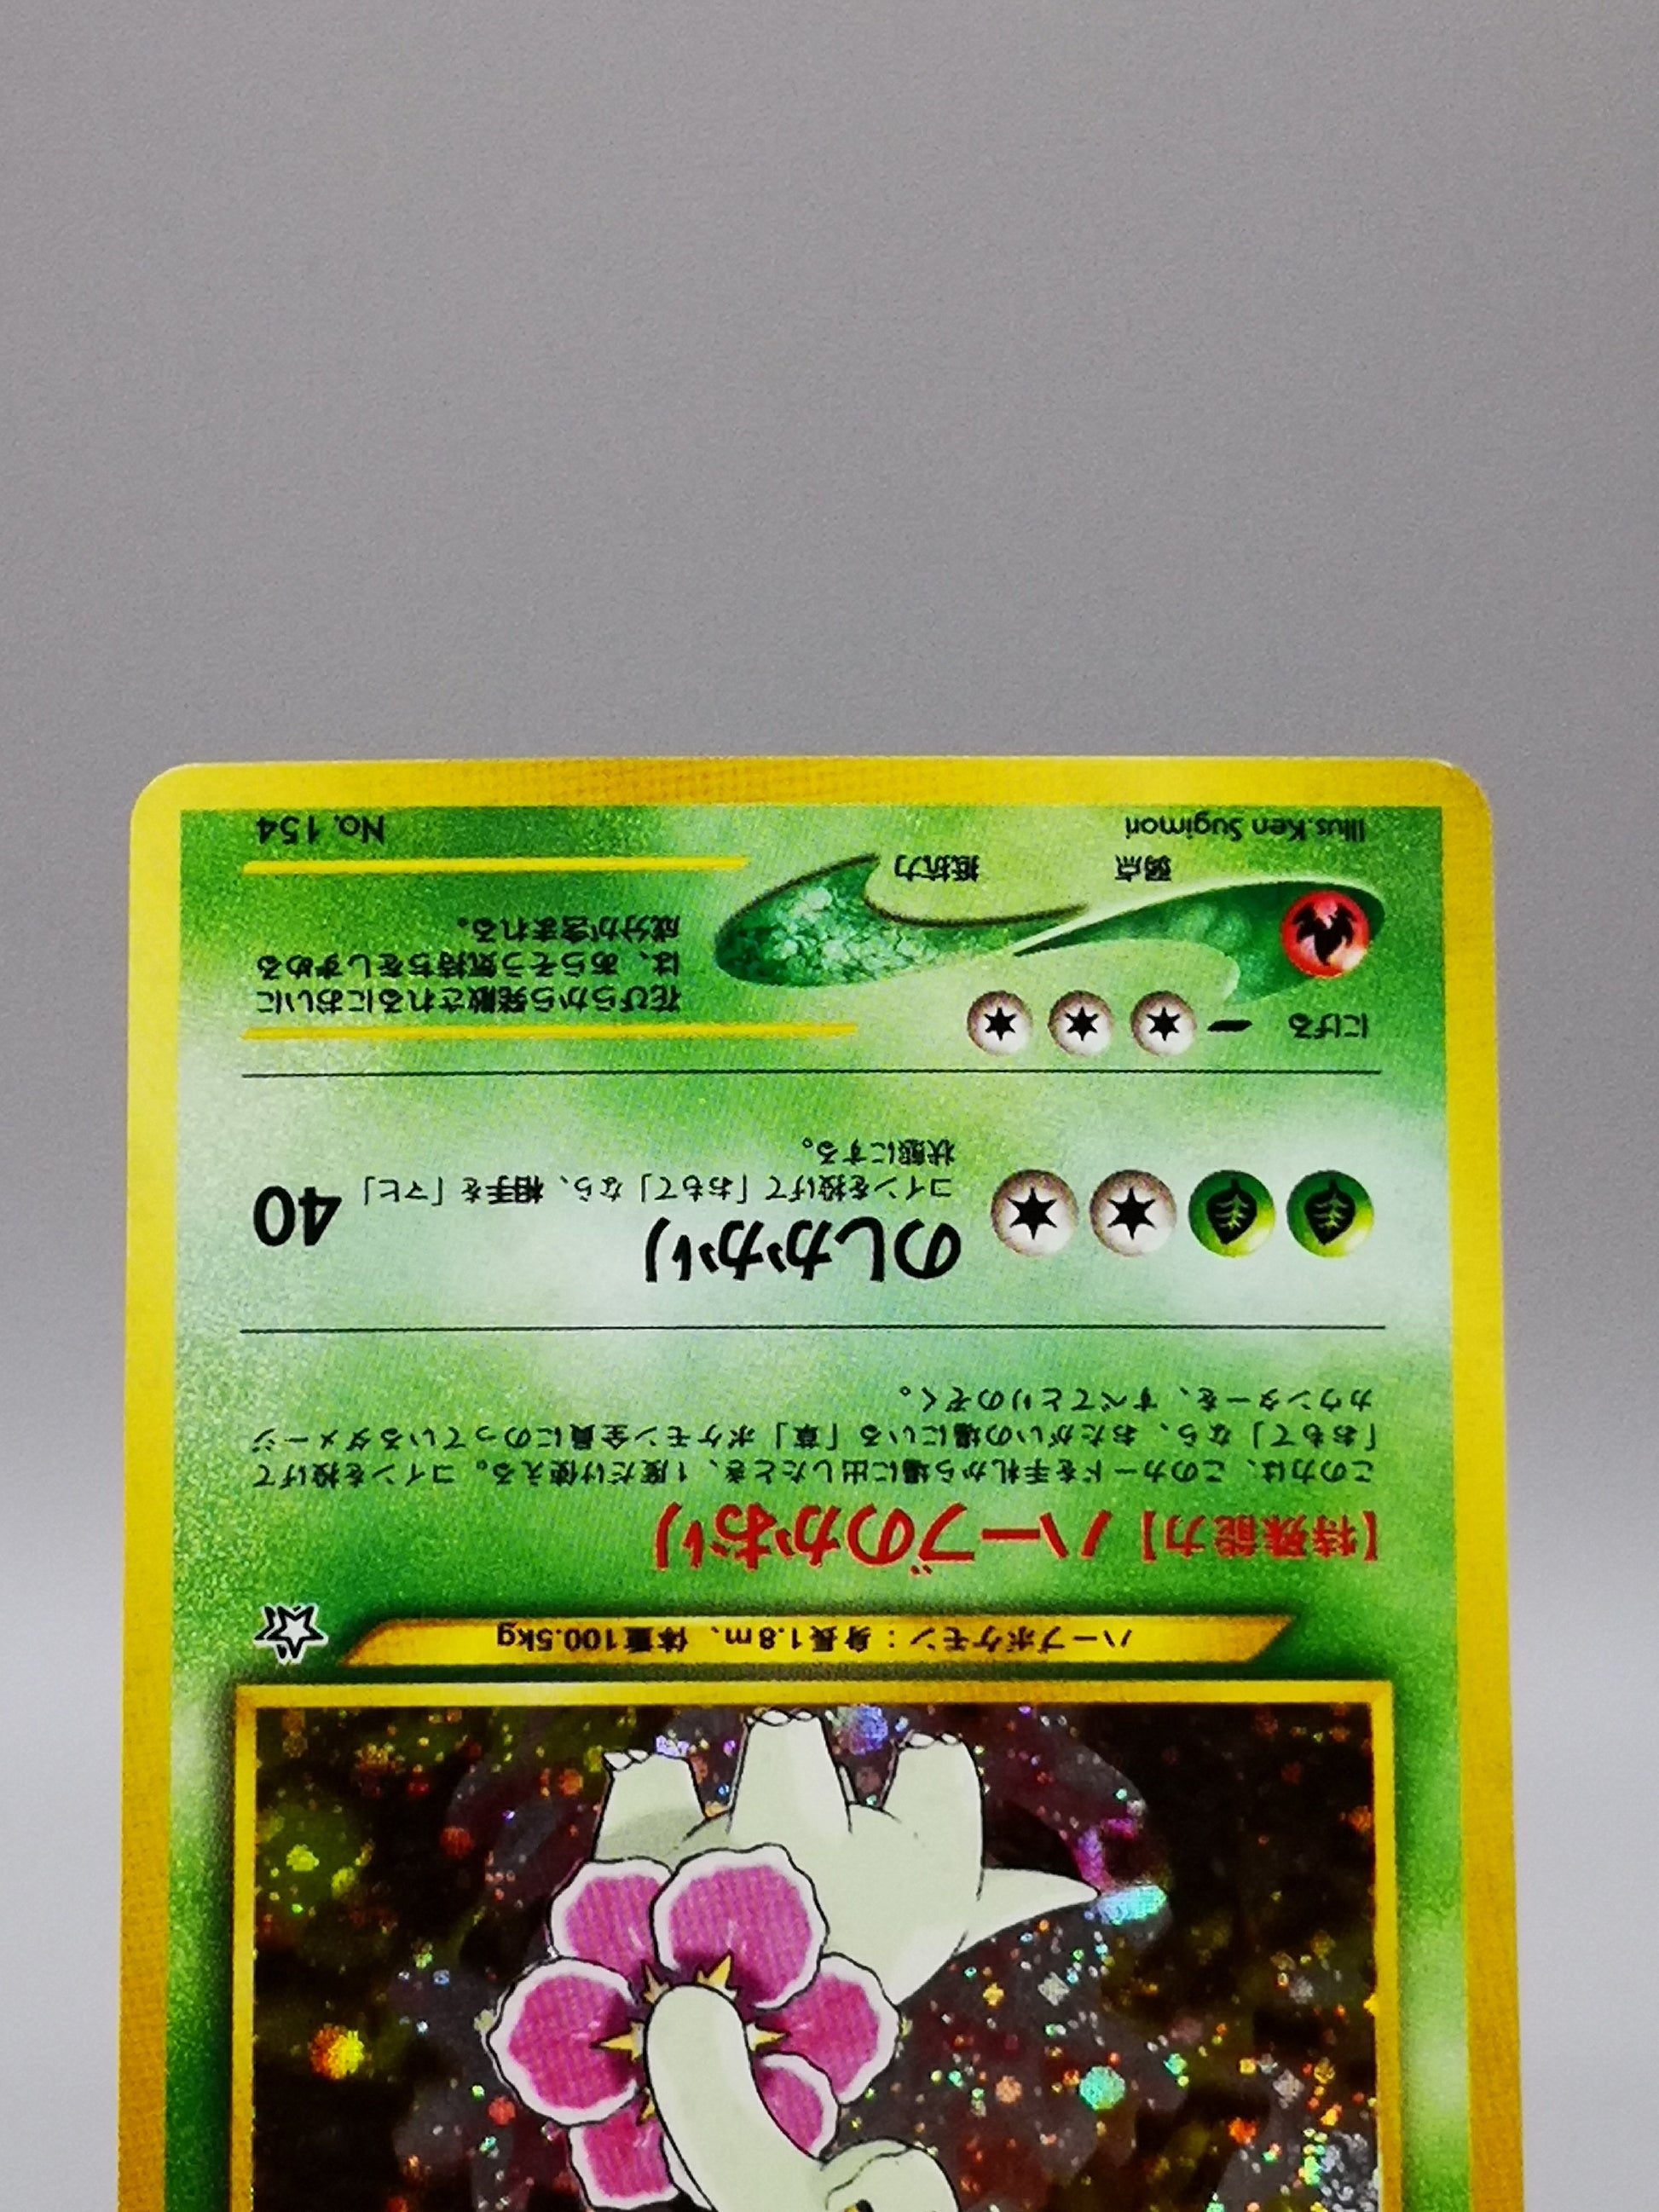 ハーブポケモン：身長1.8m、体重100.5kg
【特殊能力】ハーブのかおり
この力は、このカードを手札から場に出したとき、1度だけ使える。コインを投げて
「おもて」なら、おたがいの場にいる「草」ポケモン全員にのっているダメージ
カウンターを、すべてとりのぞく。
のしかかり 40
コインを投げて「おもて」なら、相手を「マヒ」
状態にする。
にげる
花びらから発散されるにおいに
は、あらそう気持ちをしずめる
成分が含まれる。
弱点 抵抗力
Illus.Ken Sugimori No. 154